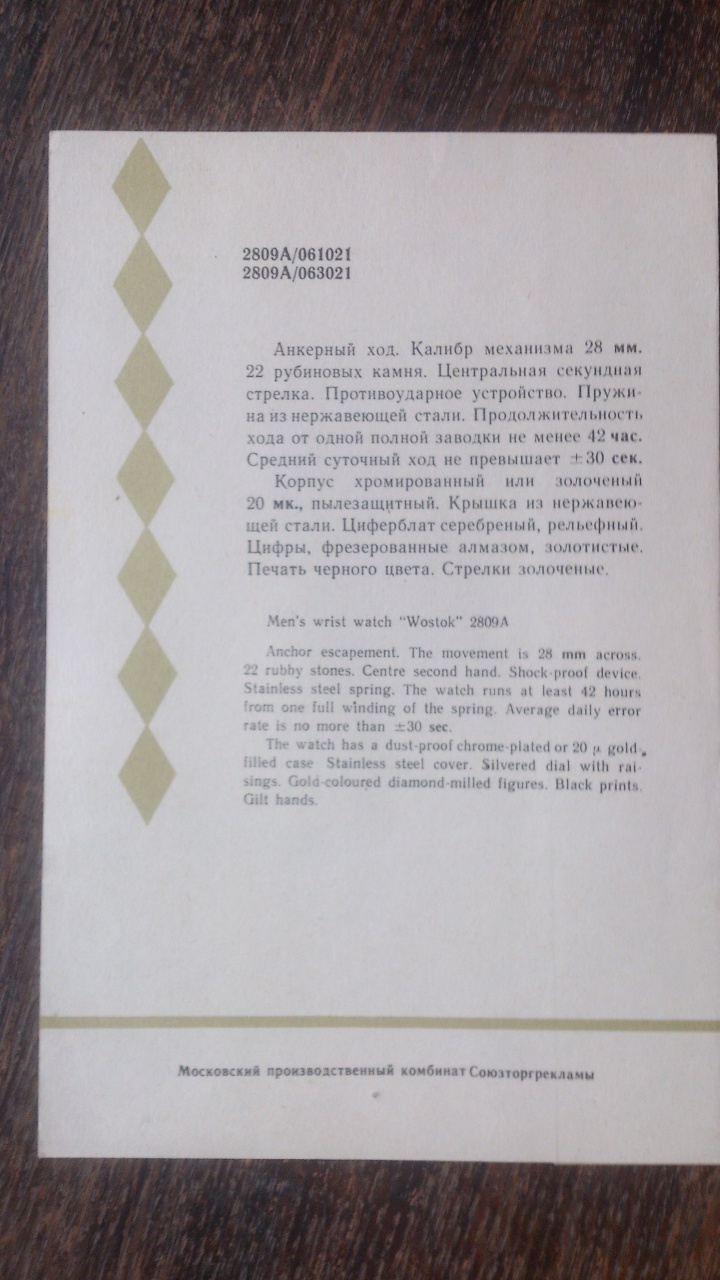 2809А/061021
2809А/063021
Анкерный ход. Калибр механизма 28 мм.
22 рубиновых камня. Центральная секундная
стрелка. Противоударное устройство. Пружи-
на из нержавеющей стали. Продолжительность
хода от одной полной заводки не менее 42 час.
Средний суточный ход не превышает ±30 сек.
Корпус хромированный или золоченый
20 мк., пылезащитный. Крышка из нержавею-
щей стали. Циферблат серебреный, рельефный.
Цифры, фрезерованные алмазом, золотистые.
Печать черного цвета. Стрелки золоченые.
Men's wrist watch "Wostok" 2809A
Anchor escapement. The movement is 28 mm across.
22 rubby stones. Centre second hand. Shock-proof device.
Stainless steel spring. The watch runs at least 42 hours
from one full winding of the spring. Average daily error
rate is no more than ±30 sec.
The watch has a dust-proof chrome-plated or 20 μ gold-
filled case Stainless steel cover. Silvered dial with rai-
sings. Gold-coloured diamond-milled figures. Black prints.
Gilt hands.
Московский производственный комбинат Союзторгрекламы